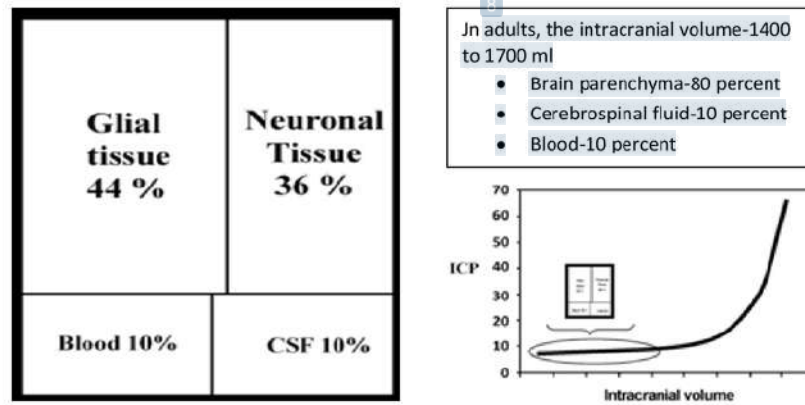 Glial
tissue
44 %
Neuronal
Tissue
36 %
Blood 10%
CSF 10%
8
Jn adults, the intracranial volume-1400
to 1700 ml
• Brain parenchyma-80 percent
• Cerebrospinal fluid-10 percent
• Blood-10 percent
70
60
50
ICP 40
30
20
10
0
Intracranial volume